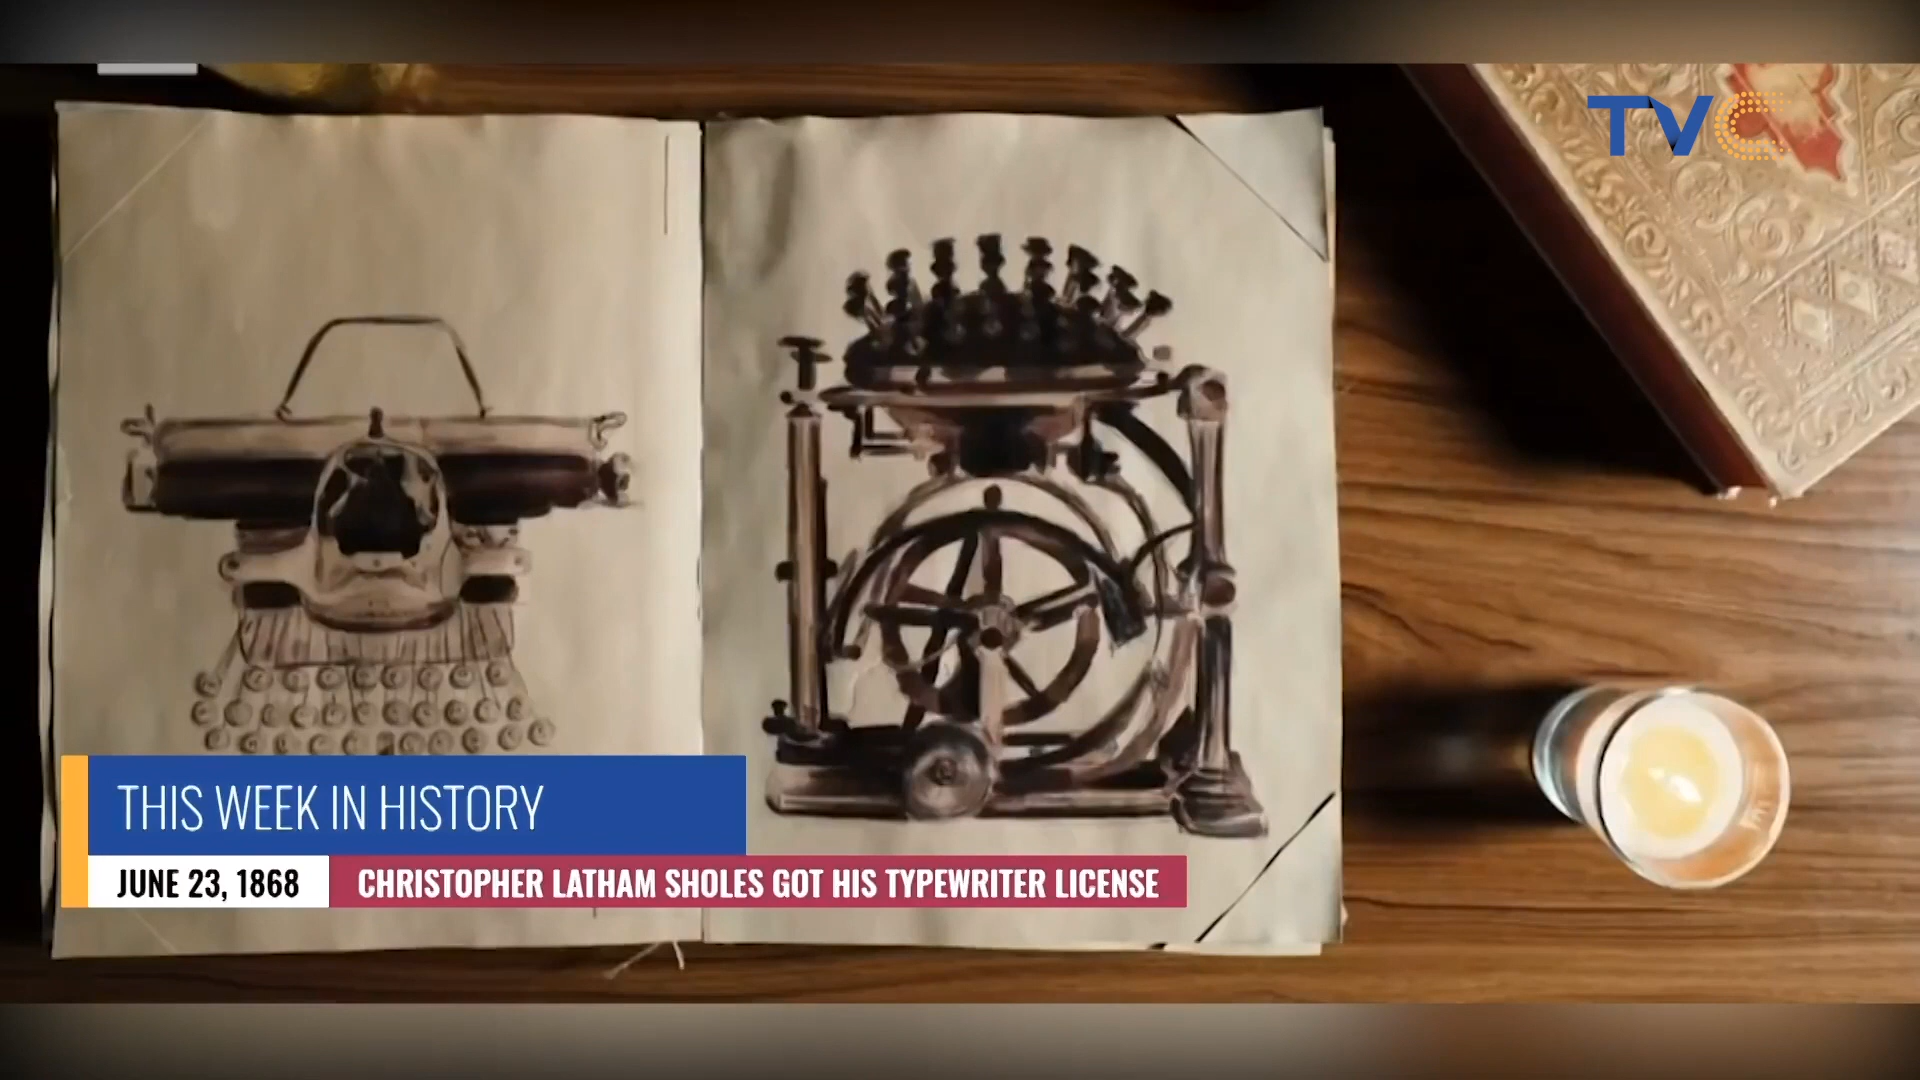 TVC
THIS WEEK IN HISTORY
JUNE 23, 1868 CHRISTOPHER LATHAM SHOLES GOT HIS TYPEWRITER LICENSE